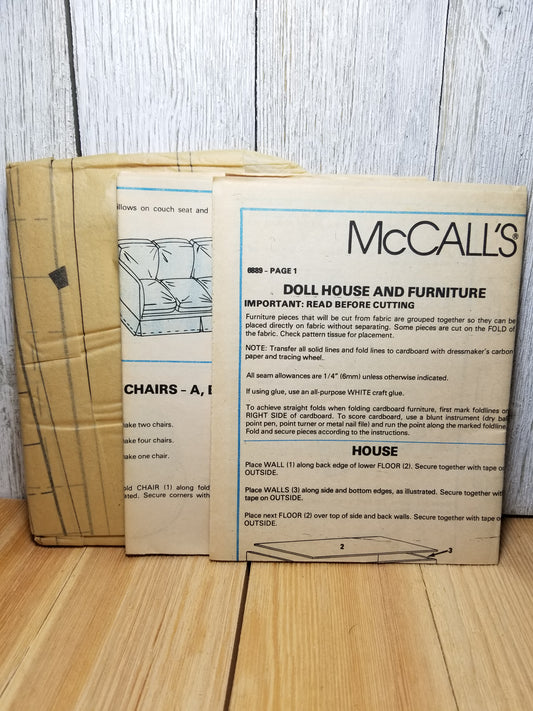 illows on couch seat and
CHAIRS – A, D
ake two chairs.
ake four chairs.
ake one chair.
old CHAIR (1) along fold
ated. Secure corners with
McCALL'S®
6889 – PAGE 1
DOLL HOUSE AND FURNITURE
IMPORTANT: READ BEFORE CUTTING
Furniture pieces that will be cut from fabric are grouped together so they can be
placed directly on fabric without separating. Some pieces are cut on the FOLD of
the fabric. Check pattern tissue for placement.
NOTE: Transfer all solid lines and fold lines to cardboard with dressmaker's carbon
paper and tracing wheel.
All seam allowances are 1/4" (6mm) unless otherwise indicated.
If using glue, use an all-purpose WHITE craft glue.
To achieve straight folds when folding cardboard furniture, first mark foldlines on
RIGHT SIDE of cardboard. To score cardboard, use a blunt instrument (dry ball
point pen, point turner or metal nail file) and run the point along the marked foldline
Fold and secure pieces according to the instructions.
HOUSE
Place WALL (1) along back edge of lower FLOOR (2). Secure together with tape on
OUTSIDE.
Place WALLS (3) along side and bottom edges, as illustrated. Secure together with
tape on OUTSIDE.
Place next FLOOR (2) over top of side and back walls. Secure together with tape on
OUTSIDE.
2
3